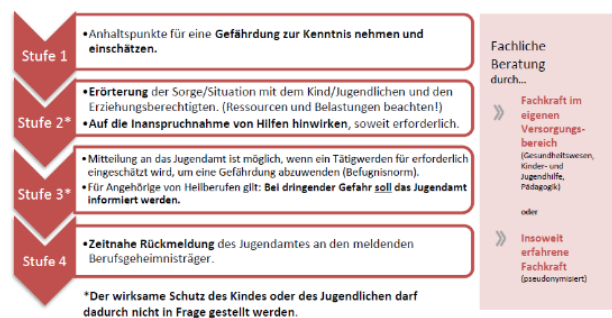 Stufe 1
•Anhaltspunkte für eine Gefährdung zur Kenntnis nehmen und
einschätzen.
Stufe 2*
•Erörterung der Sorge/Situation mit dem Kind/Jugendlichen und den
Erziehungsberechtigten. (Ressourcen und Belastungen beachten!)
•Auf die Inanspruchnahme von Hilfen hinwirken, soweit erforderlich.
Stufe 3*
•Mitteilung an das Jugendamt ist möglich, wenn ein Tätigwerden für erforderlich
eingeschätzt wird, um eine Gefährdung abzuwenden (Befugnisnorm).
•Für Angehörige von Heilberufen gilt: Bei dringender Gefahr soll das Jugendamt
informiert werden.
Stufe 4
•Zeitnahe Rückmeldung des Jugendamtes an den meldenden
Berufsgeheimnisträger.
*Der wirksame Schutz des Kindes oder des Jugendlichen darf
dadurch nicht in Frage gestellt werden.
Fachliche
Beratung
durch...
Fachkraft im
eigenen
Versorgungs-
bereich
(Gesundheitswesen,
Kinder- und
Jugendhilfe,
Pädagogik)
oder
Insoweit
erfahrene
Fachkraft
(pseudonymisiert)